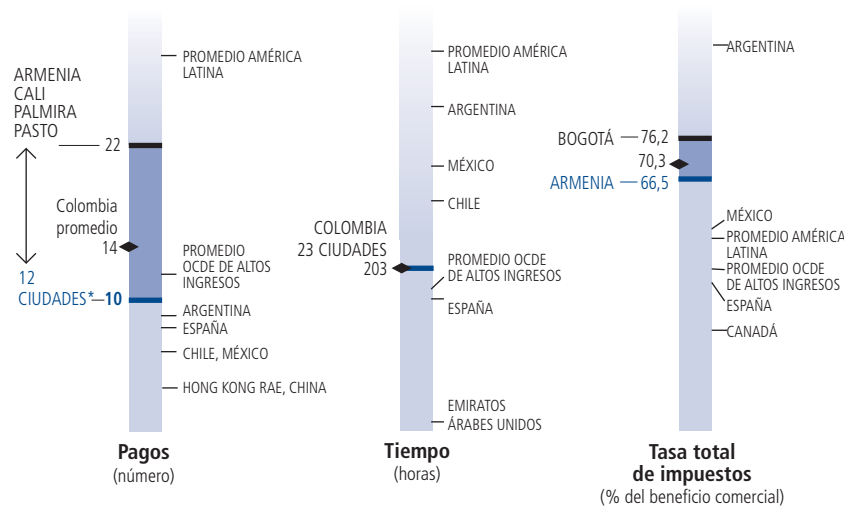 PROMEDIO AMÉRICA
LATINA
ARMENIA
CALI
PALMIRA
PASTO
22
Colombia
promedio
14
PROMEDIO
OCDE DE ALTOS
INGRESOS
12
CIUDADES*
10
ARGENTINA
ESPAÑA
CHILE, MÉXICO
HONG KONG RAE, CHINA
Pagos
(número)
PROMEDIO AMÉRICA
LATINA
ARGENTINA
MÉXICO
CHILE
COLOMBIA
23 CIUDADES
203
PROMEDIO OCDE
DE ALTOS INGRESOS
ESPAÑA
EMIRATOS
ÁRABES UNIDOS
Tiempo
(horas)
ARGENTINA
BOGOTÁ
76,2
70,3
ARMENIA
66,5
MÉXICO
PROMEDIO AMÉRICA
LATINA
PROMEDIO OCDE
DE ALTOS INGRESOS
ESPAÑA
CANADÁ
Tasa total
de impuestos
(% del beneficio comercial)